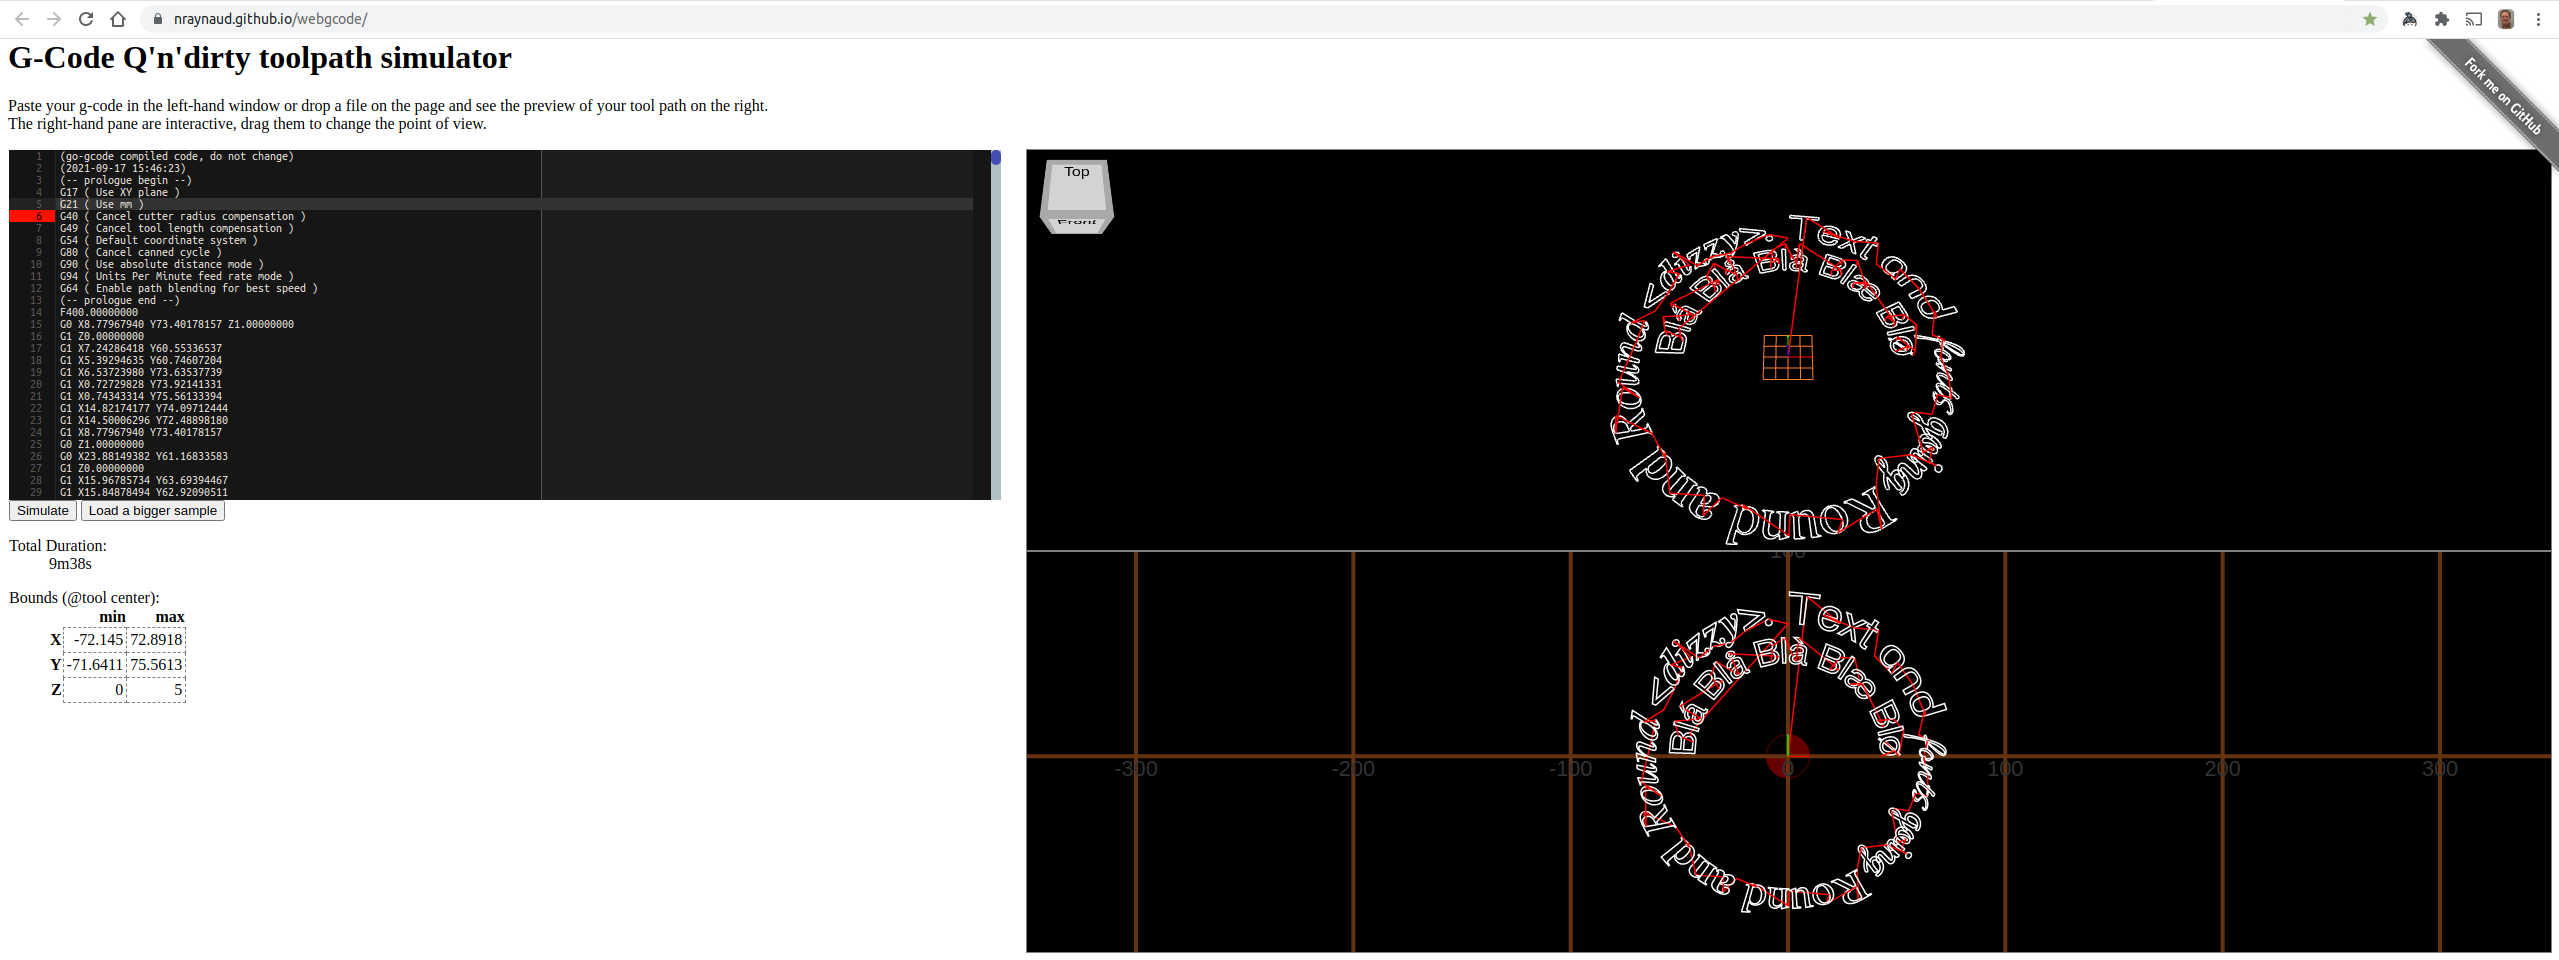 nraynaud.github.io/webgcode/
G-Code Q'n'dirty toolpath simulator
Fork me on GitHub
Paste your g-code in the left-hand window or drop a file on the page and see the preview of your tool path on the right.
The right-hand pane are interactive, drag them to change the point of view.
1 (go-gcode compiled code, do not change)
2 (2021-09-17 15:46:23)
3 (-- prologue begin --)
4 G17 ( Use XY plane )
5 G21 ( Use mm )
6 G40 ( Cancel cutter radius compensation )
7 G49 ( Cancel tool length compensation )
8 G54 ( Default coordinate system )
9 G80 ( Cancel canned cycle )
10 G90 ( Use absolute distance mode )
11 G94 ( Units Per Minute feed rate mode )
12 G64 ( Enable path blending for best speed )
13 (-- prologue end --)
14 F400.00000000
15 G0 X8.77967940 Y73.40178157 Z1.00000000
16 G1 Z0.00000000
17 G1 X7.24286418 Y60.55336537
18 G1 X5.39294635 Y60.74607204
19 G1 X6.53723980 Y73.63537739
20 G1 X0.72729828 Y73.92141331
21 G1 X0.74343314 Y75.56133394
22 G1 X14.82174177 Y74.09712444
23 G1 X14.50006296 Y72.48898180
24 G1 X8.77967940 Y73.40178157
25 G0 Z1.00000000
26 G0 X23.88149382 Y61.16833583
27 G1 Z0.00000000
28 G1 X15.96785734 Y63.69394467
29 G1 X15.84878494 Y62.92090511
Simulate Load a bigger sample
Total Duration:
9m38s
Bounds (@tool center):
min max
X -72.145 72.8918
Y -71.6411 75.5613
Z 0 5
Top
Front
Text and fonts going Round and Round <dizzy>.
Bla Bla Bla Bla Bla
100
Text and fonts going Round and Round <dizzy>.
Bla Bla Bla Bla Bla
-300 -200 -100 0 100 200 300